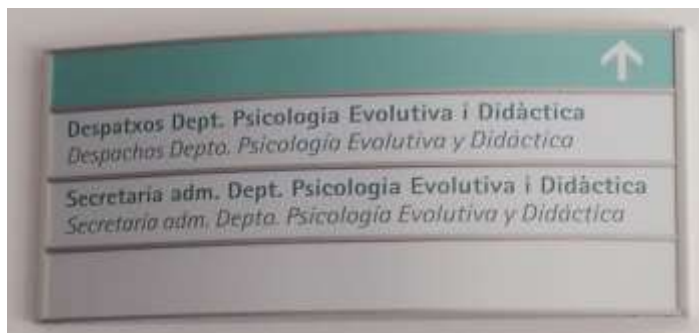 Despatxos Dept. Psicologia Evolutiva i Didàctica
Despachos Depto. Psicología Evolutiva y Didáctica
Secretaria adm. Dept. Psicologia Evolutiva i Didàctica
Secretaria adm. Depto. Psicología Evolutiva y Didáctica